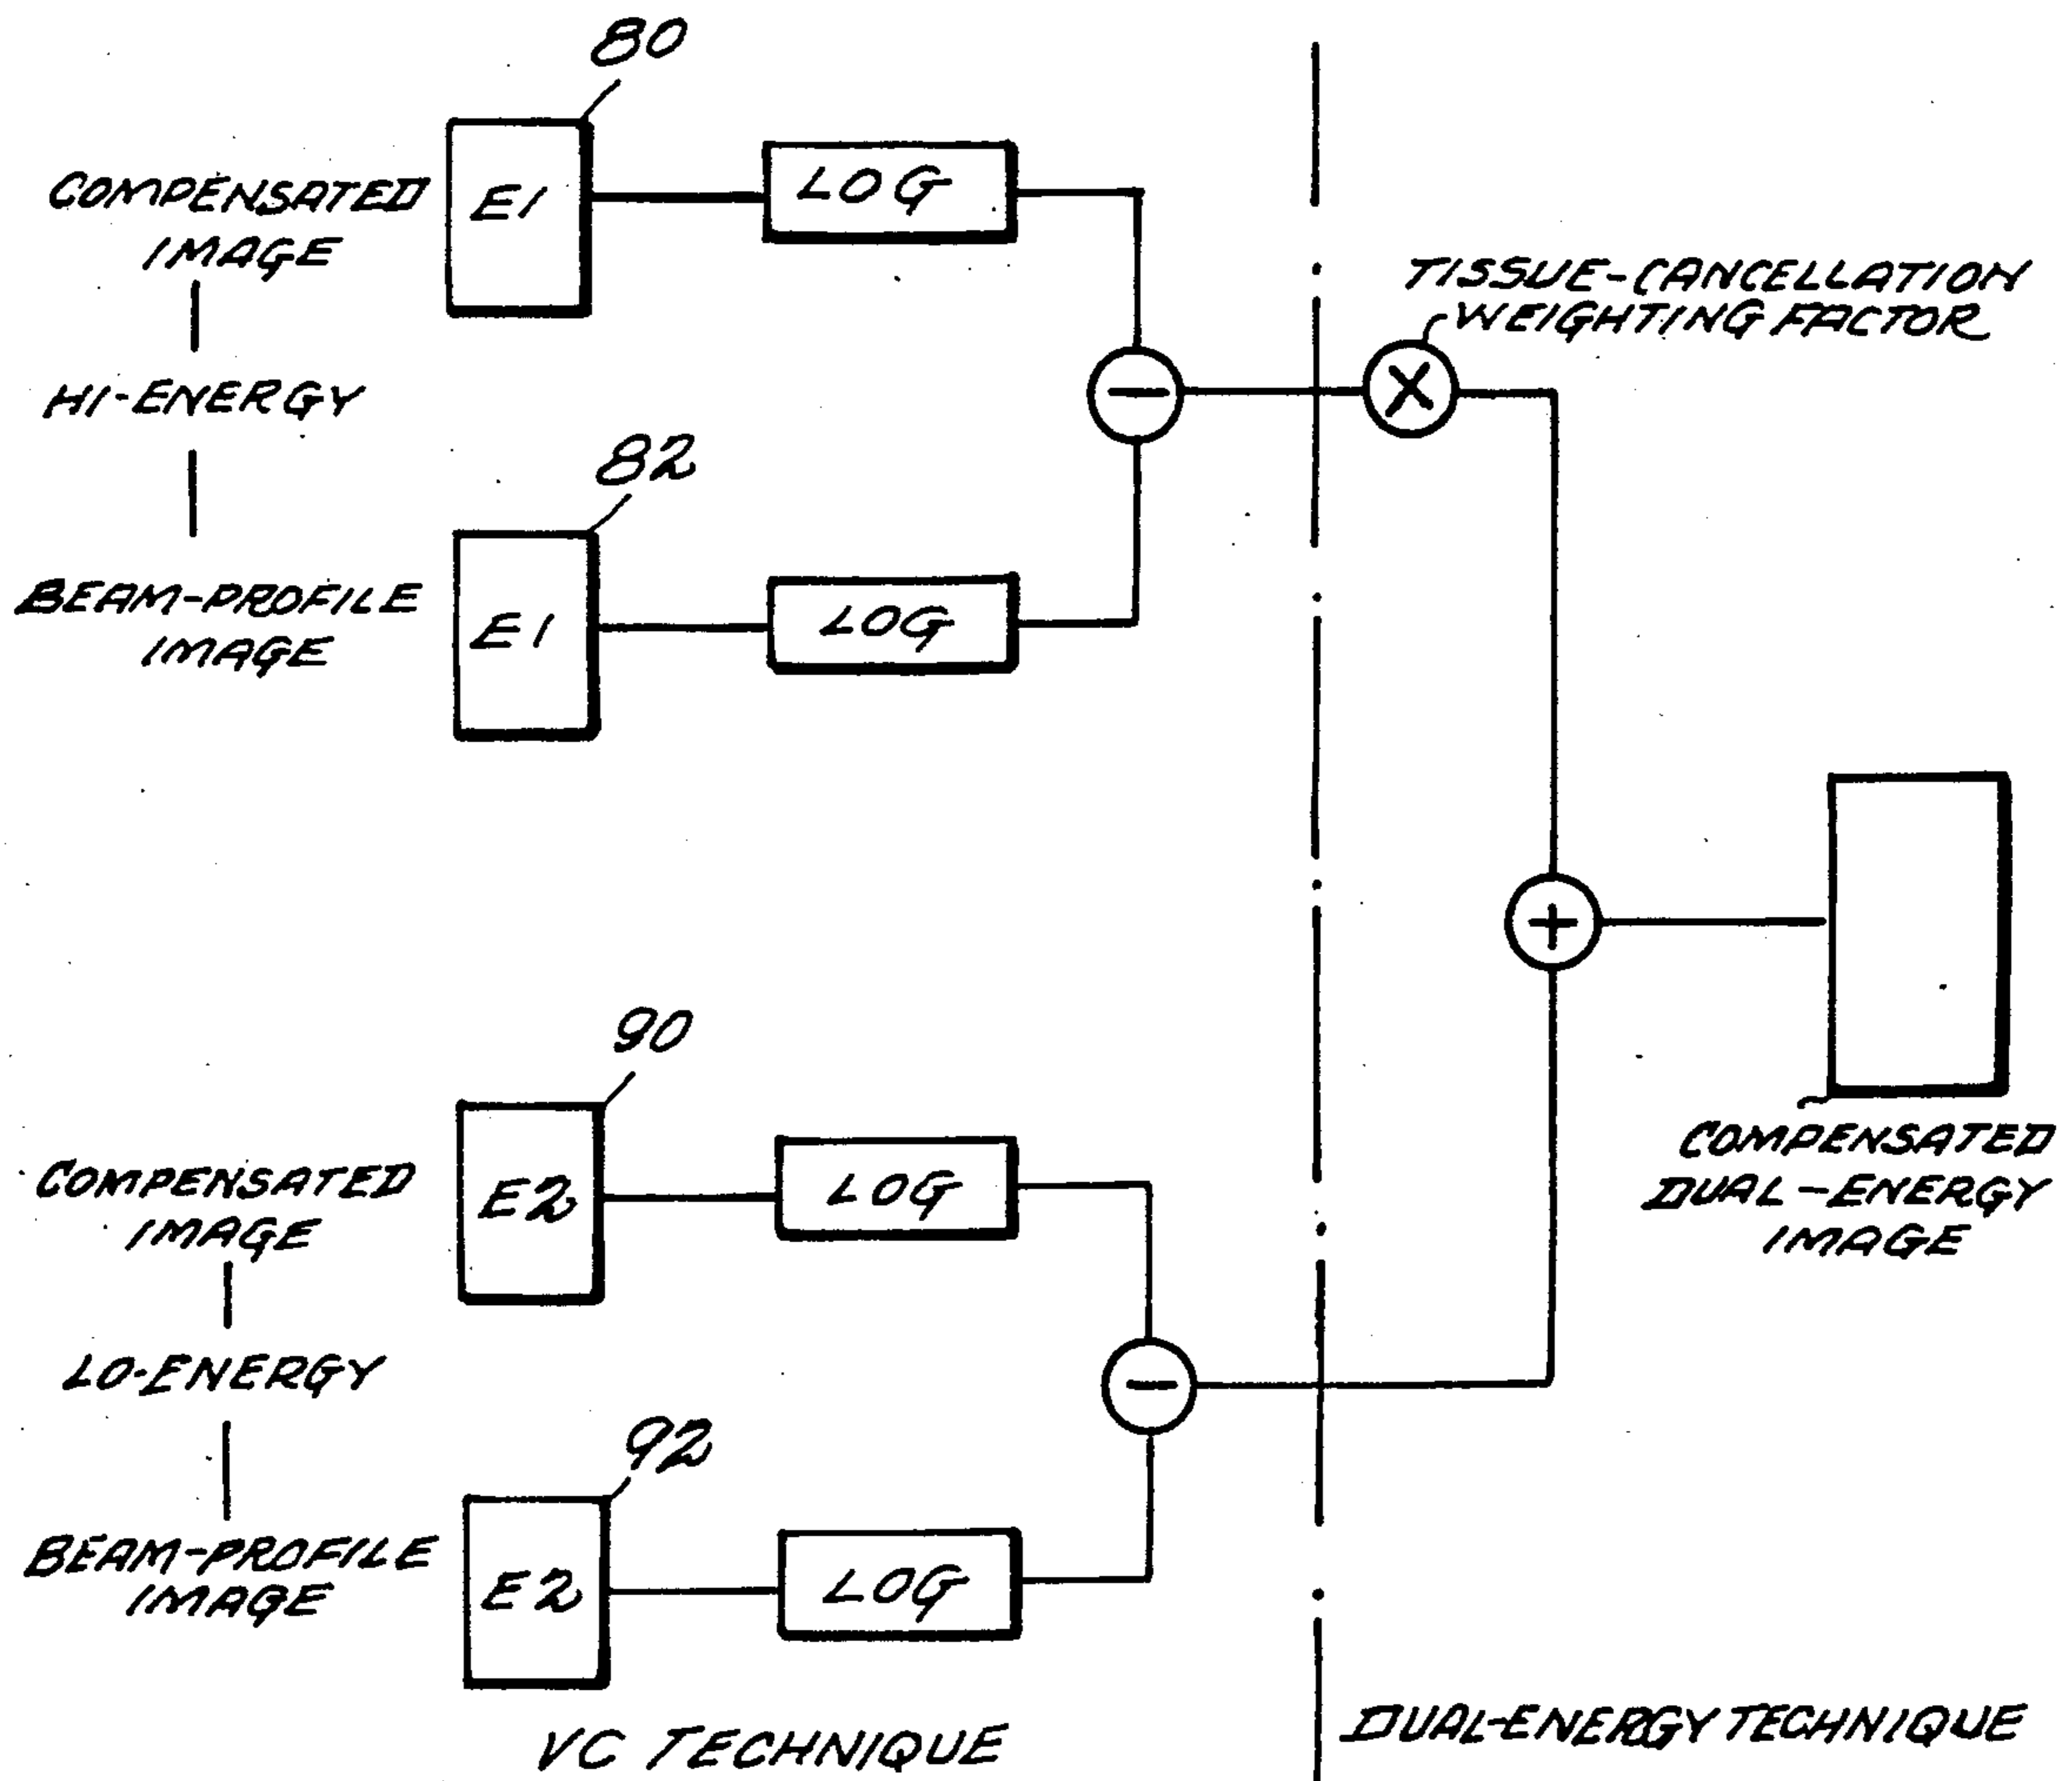 80
COMPENSATED
IMAGE
E1
LOG
HI-ENERGY
82
BEAM-PROFILE
IMAGE
E1
LOG
TISSUE-CANCELLATION
WEIGHTING FACTOR
×
−
+
90
COMPENSATED
IMAGE
E2
LOG
LO-ENERGY
−
92
BEAM-PROFILE
IMAGE
E2
LOG
COMPENSATED
DUAL-ENERGY
IMAGE
VC TECHNIQUE
DUAL-ENERGY TECHNIQUE